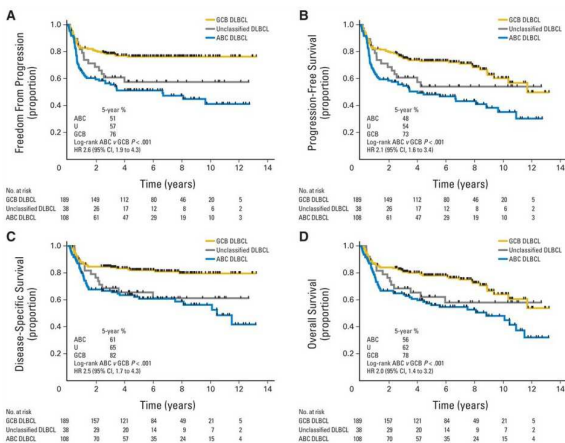 A
GCB DLBCL
Unclassified DLBCL
ABC DLBCL
Freedom From Progression
(proportion)
1.0
0.8
0.6
0.4
0.2
5-year %
ABC 51
U 57
GCB 76
Log-rank ABC v GCB P < .001
HR 2.6 (95% CI, 1.9 to 4.3)
0 2 4 6 8 10 12 14
Time (years)
No. at risk
GCB DLBCL 189 149 112 80 46 20 5
Unclassified DLBCL 38 26 17 12 8 6 2
ABC DLBCL 108 61 47 29 19 10 3
B
GCB DLBCL
Unclassified DLBCL
ABC DLBCL
Progression-Free Survival
(proportion)
1.0
0.8
0.6
0.4
0.2
5-year %
ABC 48
U 54
GCB 73
Log-rank ABC v GCB P < .001
HR 2.1 (95% CI, 1.6 to 3.4)
0 2 4 6 8 10 12 14
Time (years)
No. at risk
GCB DLBCL 189 149 112 80 46 20 5
Unclassified DLBCL 38 26 17 12 8 6 2
ABC DLBCL 108 61 47 29 19 10 3
C
GCB DLBCL
Unclassified DLBCL
ABC DLBCL
Disease-Specific Survival
(proportion)
1.0
0.8
0.6
0.4
0.2
5-year %
ABC 61
U 65
GCB 82
Log-rank ABC v GCB P < .001
HR 2.5 (95% CI, 1.7 to 4.3)
0 2 4 6 8 10 12 14
Time (years)
No. at risk
GCB DLBCL 189 157 121 84 49 21 5
Unclassified DLBCL 38 29 20 14 9 7 2
ABC DLBCL 108 70 57 35 24 15 4
D
GCB DLBCL
Unclassified DLBCL
ABC DLBCL
Overall Survival
(proportion)
1.0
0.8
0.6
0.4
0.2
5-year %
ABC 56
U 62
GCB 78
Log-rank ABC v GCB P < .001
HR 2.0 (95% CI, 1.4 to 3.2)
0 2 4 6 8 10 12 14
Time (years)
No. at risk
GCB DLBCL 189 157 121 84 49 21 5
Unclassified DLBCL 38 29 20 14 9 7 2
ABC DLBCL 108 70 57 35 24 15 4